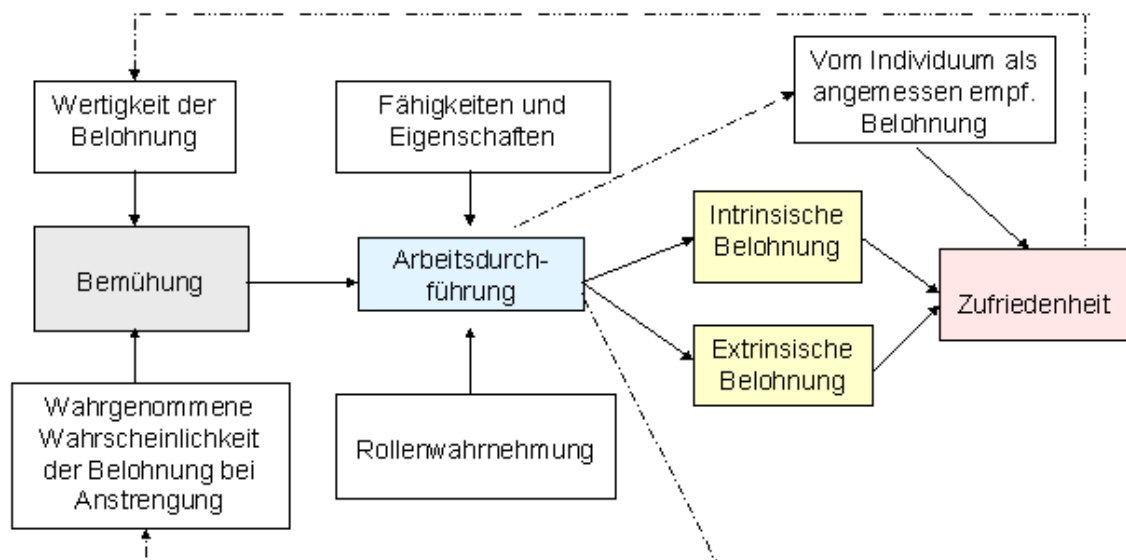 Wertigkeit der
Belohnung
Fähigkeiten und
Eigenschaften
Vom Individuum als
angemessen empf.
Belohnung
Bemühung
Arbeitsdurch-
führung
Intrinsische
Belohnung
Extrinsische
Belohnung
Zufriedenheit
Wahrgenommene
Wahrscheinlichkeit
der Belohnung bei
Anstrengung
Rollenwahrnehmung